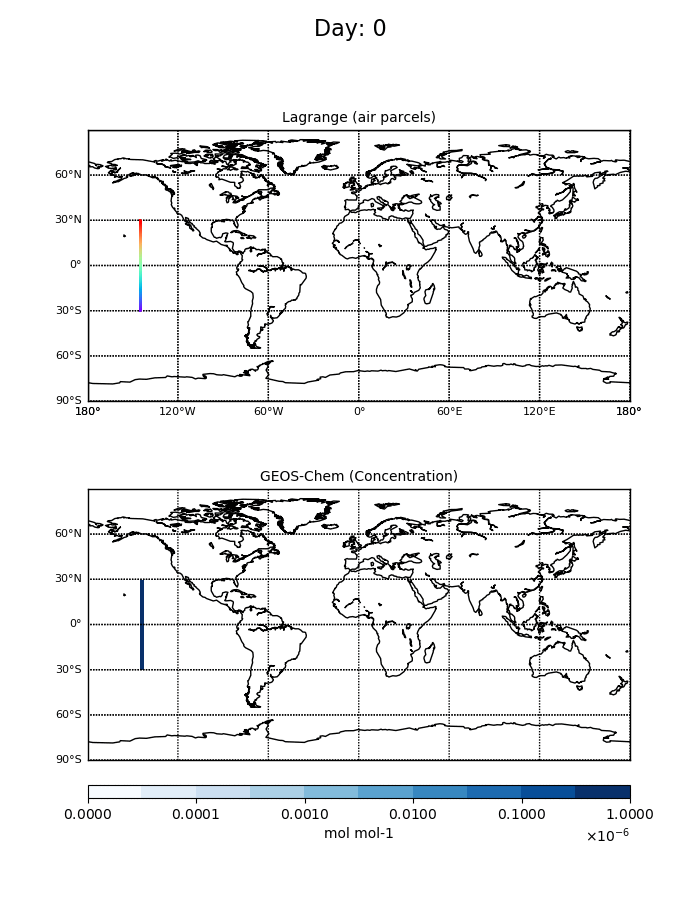 Day: 0
Lagrange (air parcels)
60°N
30°N
0°
30°S
60°S
90°S
180° 120°W 60°W 0° 60°E 120°E 180°
GEOS-Chem (Concentration)
60°N
30°N
0°
30°S
60°S
90°S
0.0000 0.0001 0.0010 0.0100 0.1000 1.0000
mol mol-1 ×10⁻⁶